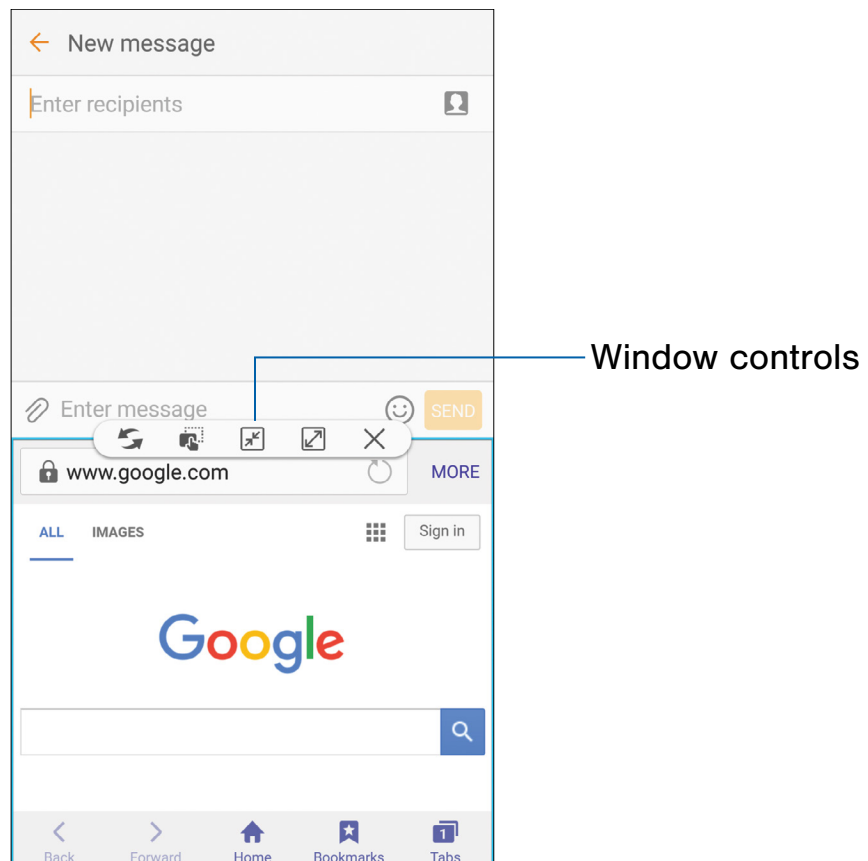 New message
Enter recipients
Window controls
Enter message
SEND
www.google.com
MORE
ALL IMAGES
Sign in
Google
1
Back Forward Home Bookmarks Tabs